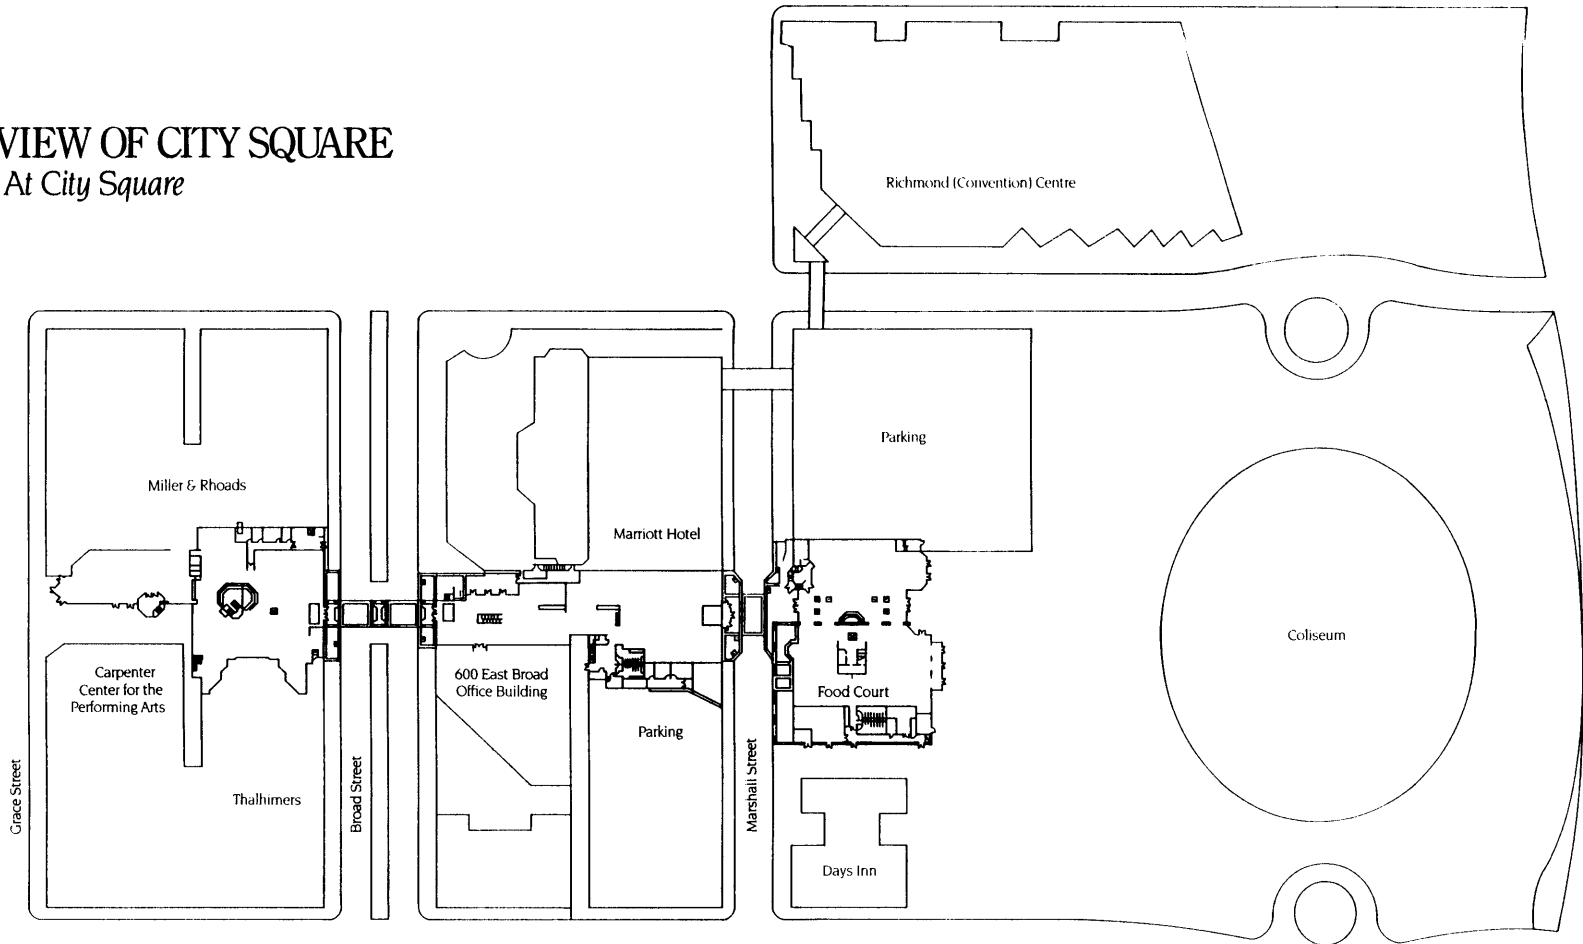 VIEW OF CITY SQUARE
At City Square
Richmond (Convention) Centre
Parking
Miller & Rhoads
Marriott Hotel
Coliseum
Carpenter
Center for the
Performing Arts
600 East Broad
Office Building
Food Court
Parking
Thalhimers
Grace Street
Broad Street
Marshall Street
Days Inn